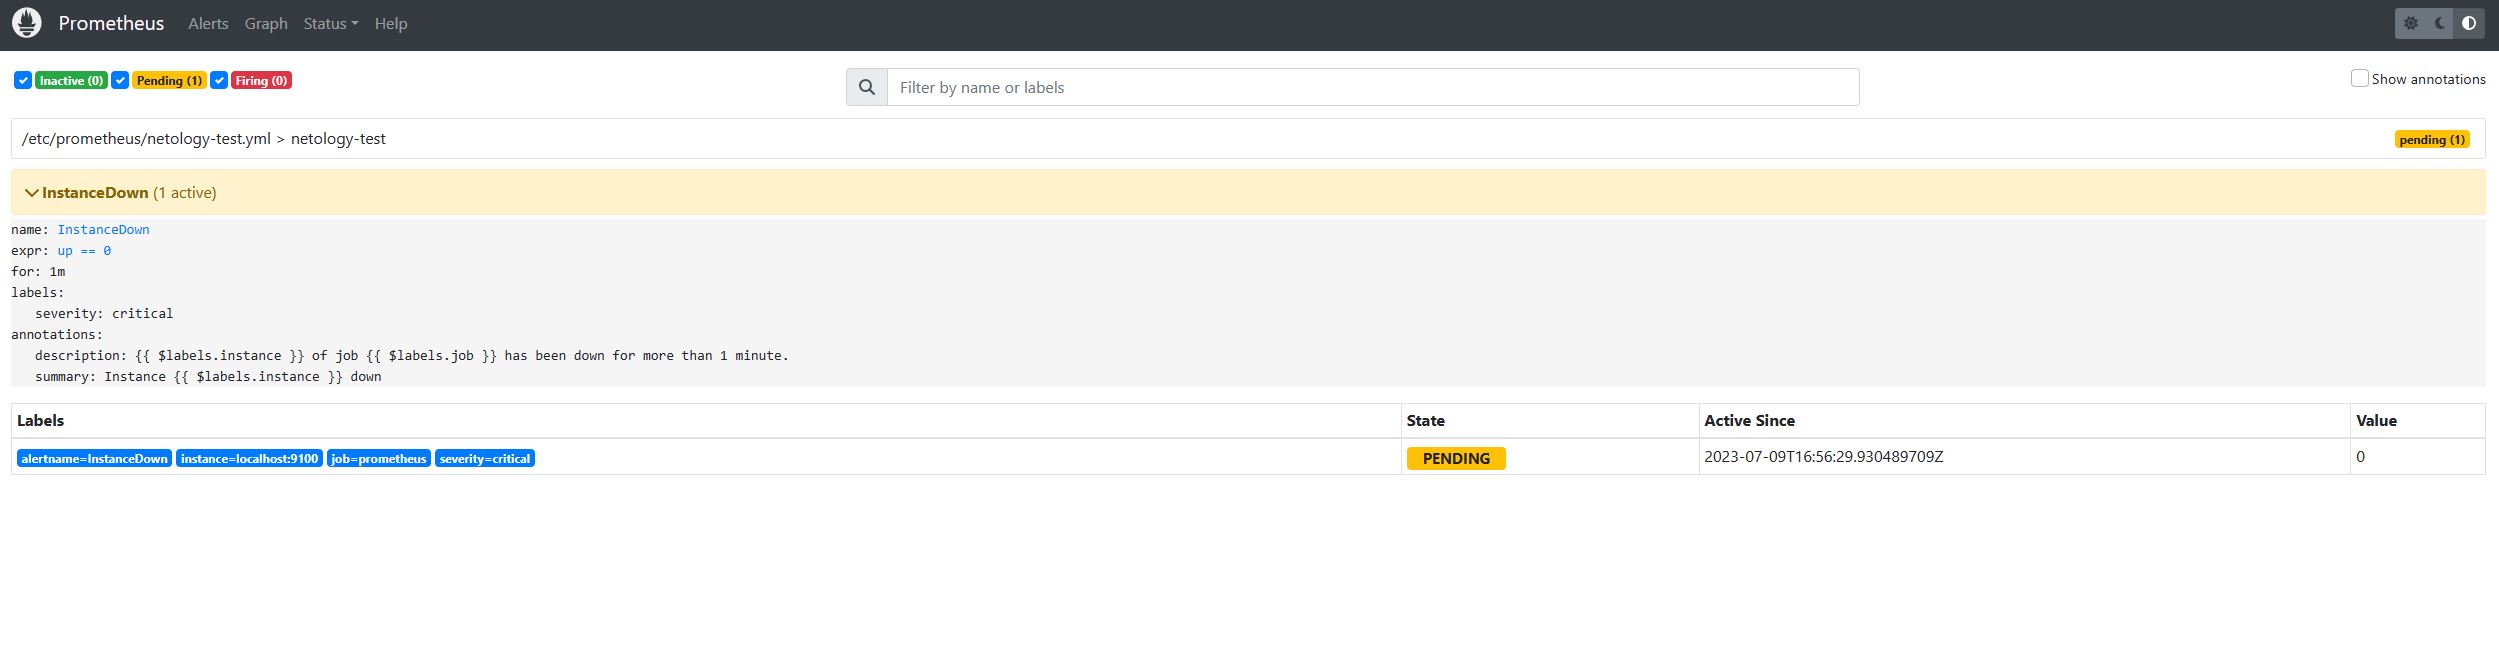 Prometheus Alerts Graph Status Help
Inactive (0) Pending (1) Firing (0) Filter by name or labels Show annotations
/etc/prometheus/netology-test.yml > netology-test pending (1)
InstanceDown (1 active)
name: InstanceDown
expr: up == 0
for: 1m
labels:
severity: critical
annotations:
description: {{ $labels.instance }} of job {{ $labels.job }} has been down for more than 1 minute.
summary: Instance {{ $labels.instance }} down
Labels State Active Since Value
alertname=InstanceDown instance=localhost:9100 job=prometheus severity=critical PENDING 2023-07-09T16:56:29.930489709Z 0